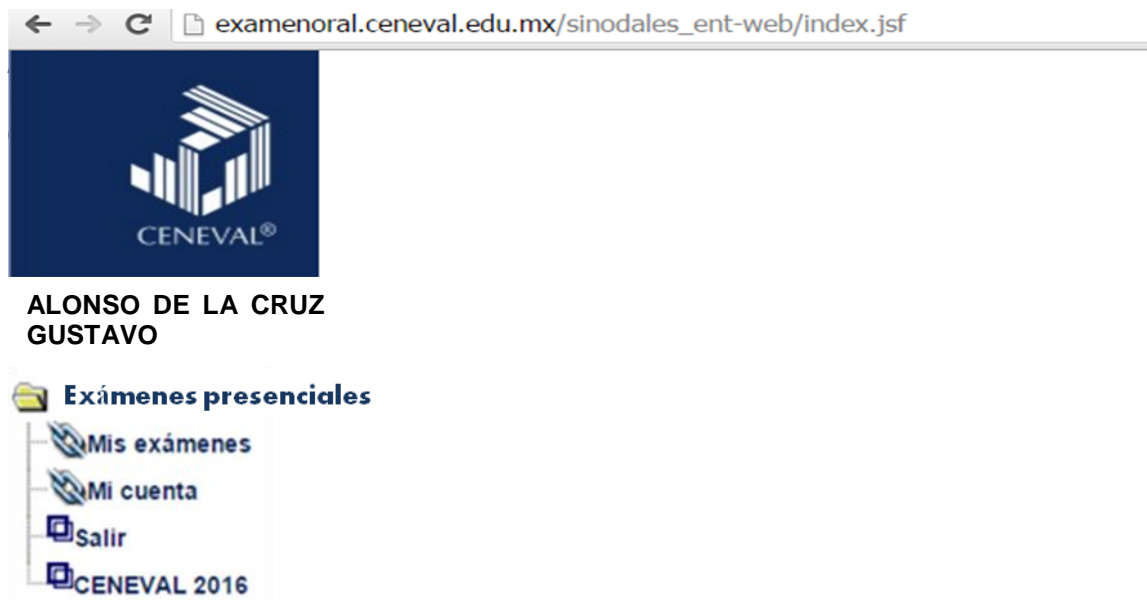 examenoral.ceneval.edu.mx/sinodales_ent-web/index.jsf
CENEVAL®
ALONSO DE LA CRUZ
GUSTAVO
Exámenes presenciales
Mis exámenes
Mi cuenta
Salir
CENEVAL 2016